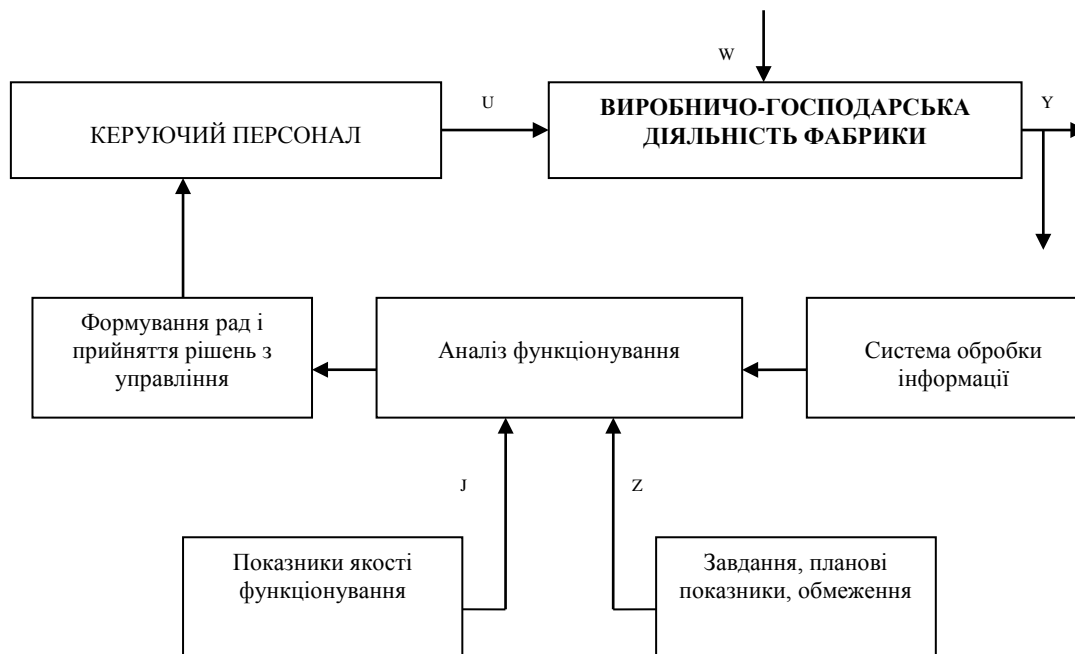 W
U
Y
КЕРУЮЧИЙ ПЕРСОНАЛ
ВИРОБНИЧО-ГОСПОДАРСЬКА
ДІЯЛЬНІСТЬ ФАБРИКИ
Формування рад і
прийняття рішень з
управління
Аналіз функціонування
Система обробки
інформації
J
Z
Показники якості
функціонування
Завдання, планові
показники, обмеження